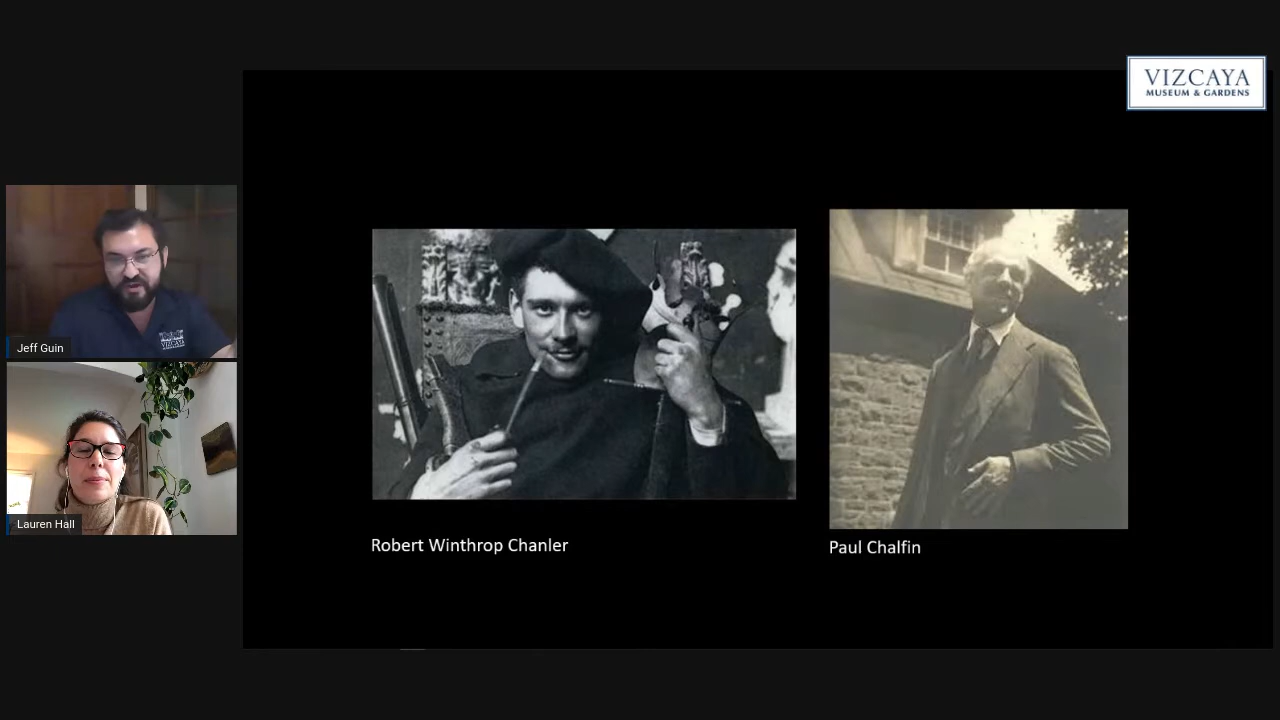 VIZCAYA
MUSEUM & GARDENS
Jeff Guin
Lauren Hall
Robert Winthrop Chanler
Paul Chalfin